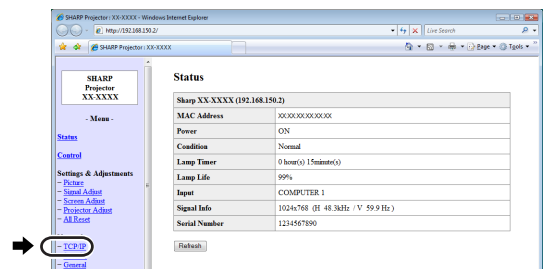 SHARP Projector : XX-XXXX - Windows Internet Explorer
http://192.168.150.2/
Live Search
SHARP Projector : XX-XXXX
Page
Tools
SHARP
Projector
XX-XXXX
- Menu -
Status
Control
Settings & Adjustments
– Picture
– Signal Adjust
– Screen Adjust
– Projector Adjust
– All Reset
– TCP/IP
– General
Status
Sharp XX-XXXX (192.168.150.2)
MAC Address XX:XX:XX:XX:XX:XX
Power ON
Condition Normal
Lamp Timer 0 hour(s) 15minute(s)
Lamp Life 99%
Input COMPUTER 1
Signal Info 1024x768 (H 48.3kHz / V 59.9 Hz )
Serial Number 1234567890
Refresh